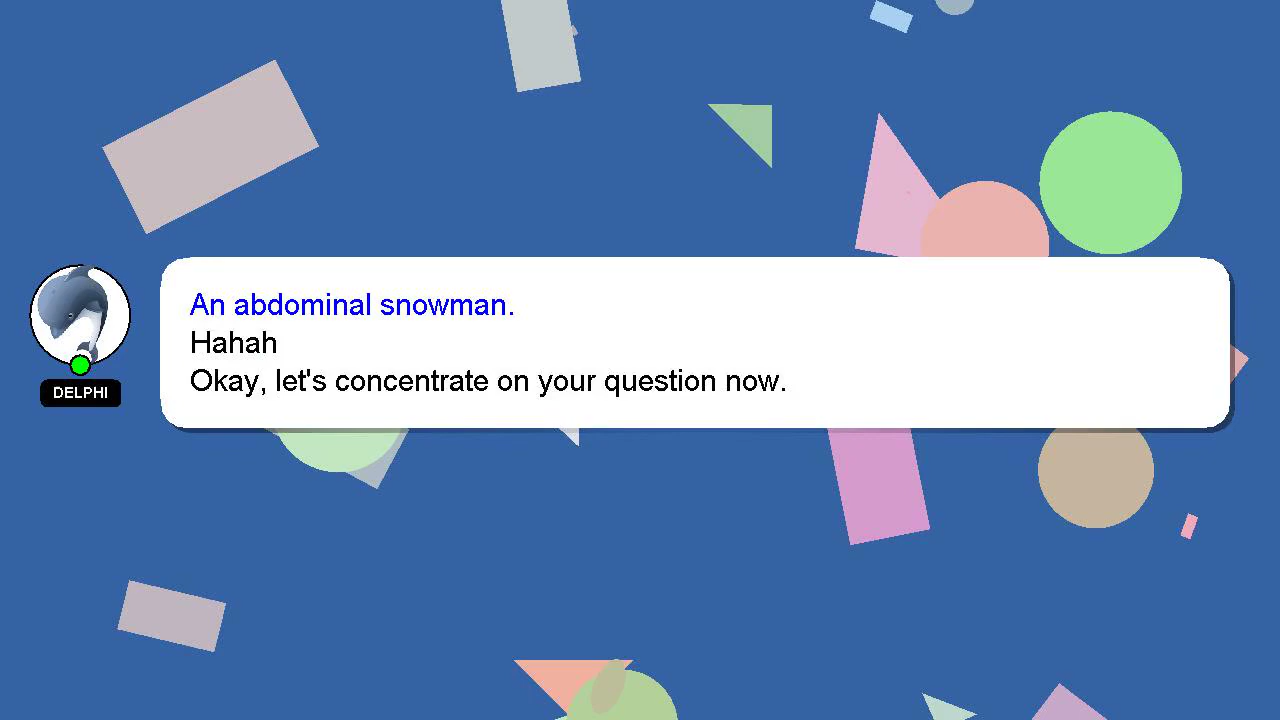 An abdominal snowman.
Hahah
Okay, let's concentrate on your question now.
DELPHI